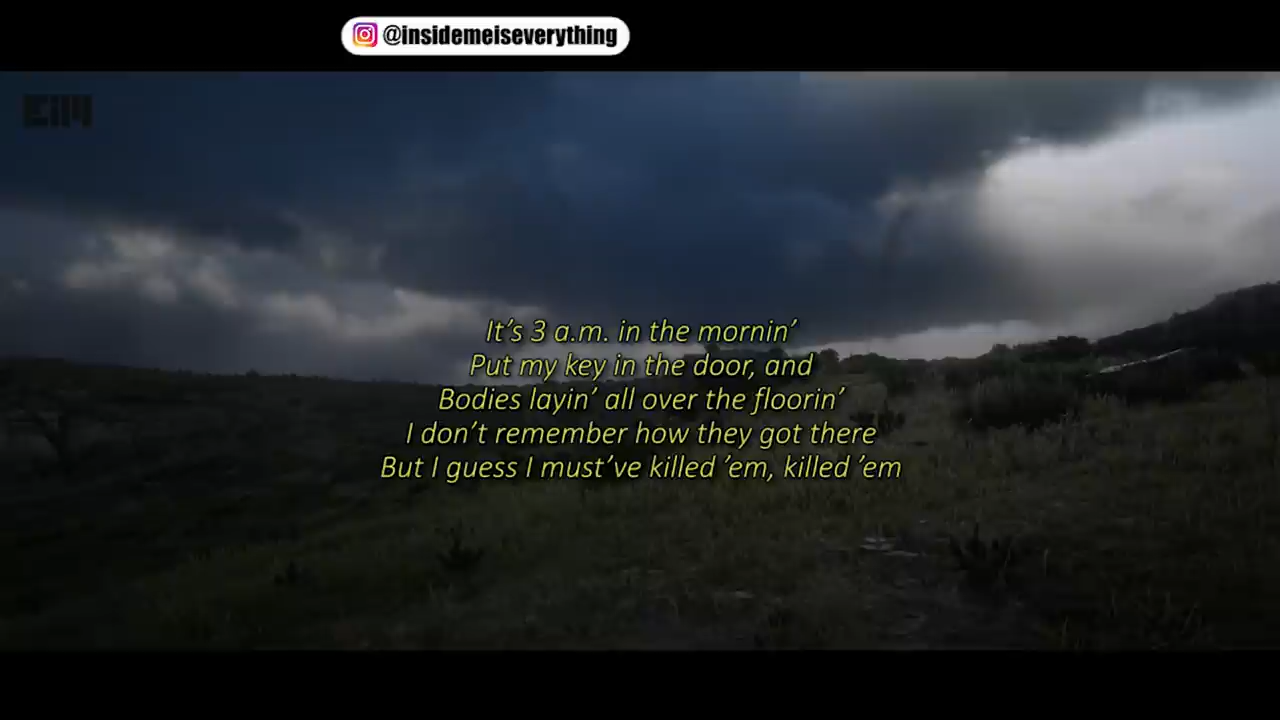 @insidemeiseverything
It’s 3 a.m. in the mornin’
Put my key in the door, and
Bodies layin’ all over the floorin’
I don’t remember how they got there
But I guess I must’ve killed ’em, killed ’em